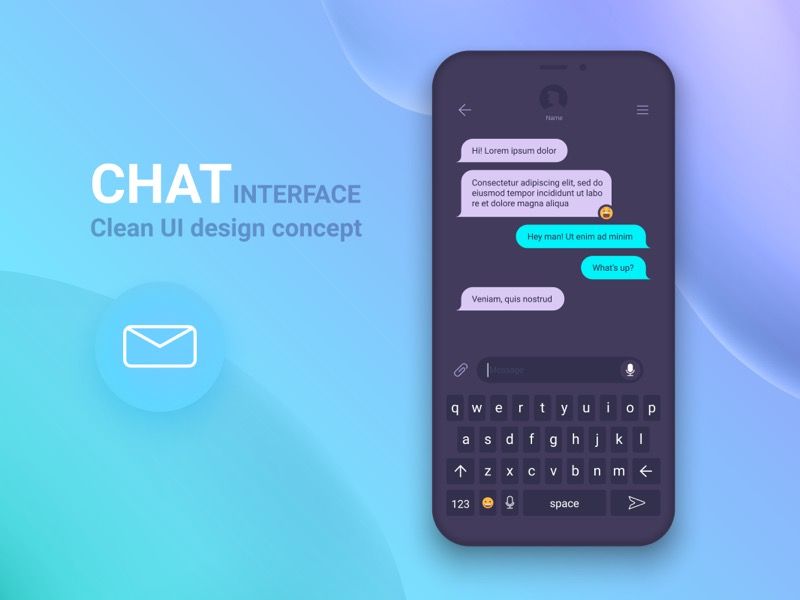 CHAT INTERFACE
Clean UI design concept
Name
Hi! Lorem ipsum dolor
Consectetur adipiscing elit, sed do
eiusmod tempor incididunt ut labo
re et dolore magna aliqua
Hey man! Ut enim ad minim
What's up?
Veniam, quis nostrud
Message
q w e r t y u i o p
a s d f g h j k l
z x c v b n m
123 space